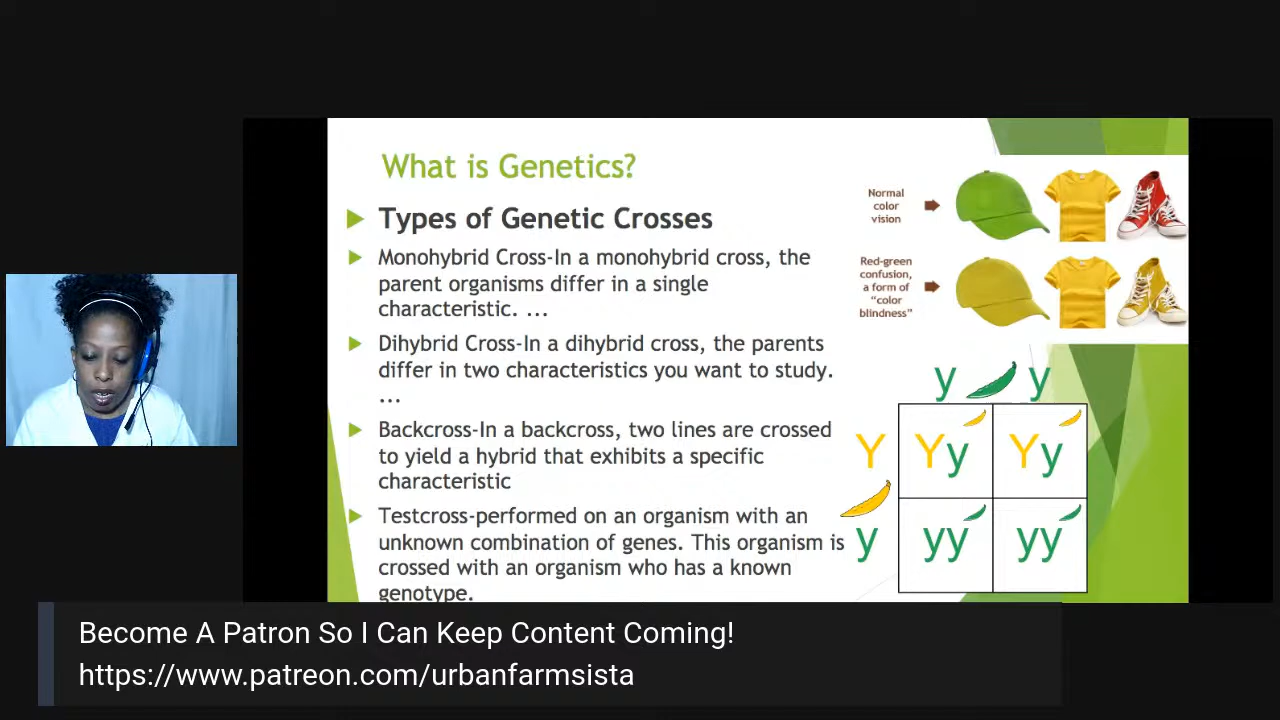 What is Genetics?
Types of Genetic Crosses
Monohybrid Cross-In a monohybrid cross, the
parent organisms differ in a single
characteristic. ...
Dihybrid Cross-In a dihybrid cross, the parents
differ in two characteristics you want to study.
...
Backcross-In a backcross, two lines are crossed
to yield a hybrid that exhibits a specific
characteristic
Testcross-performed on an organism with an
unknown combination of genes. This organism is
crossed with an organism who has a known
genotype.
Normal
color
vision
Red-green
confusion,
a form of
“color
blindness”
y y
Y Yy Yy
y yy yy
Become A Patron So I Can Keep Content Coming!
https://www.patreon.com/urbanfarmsista